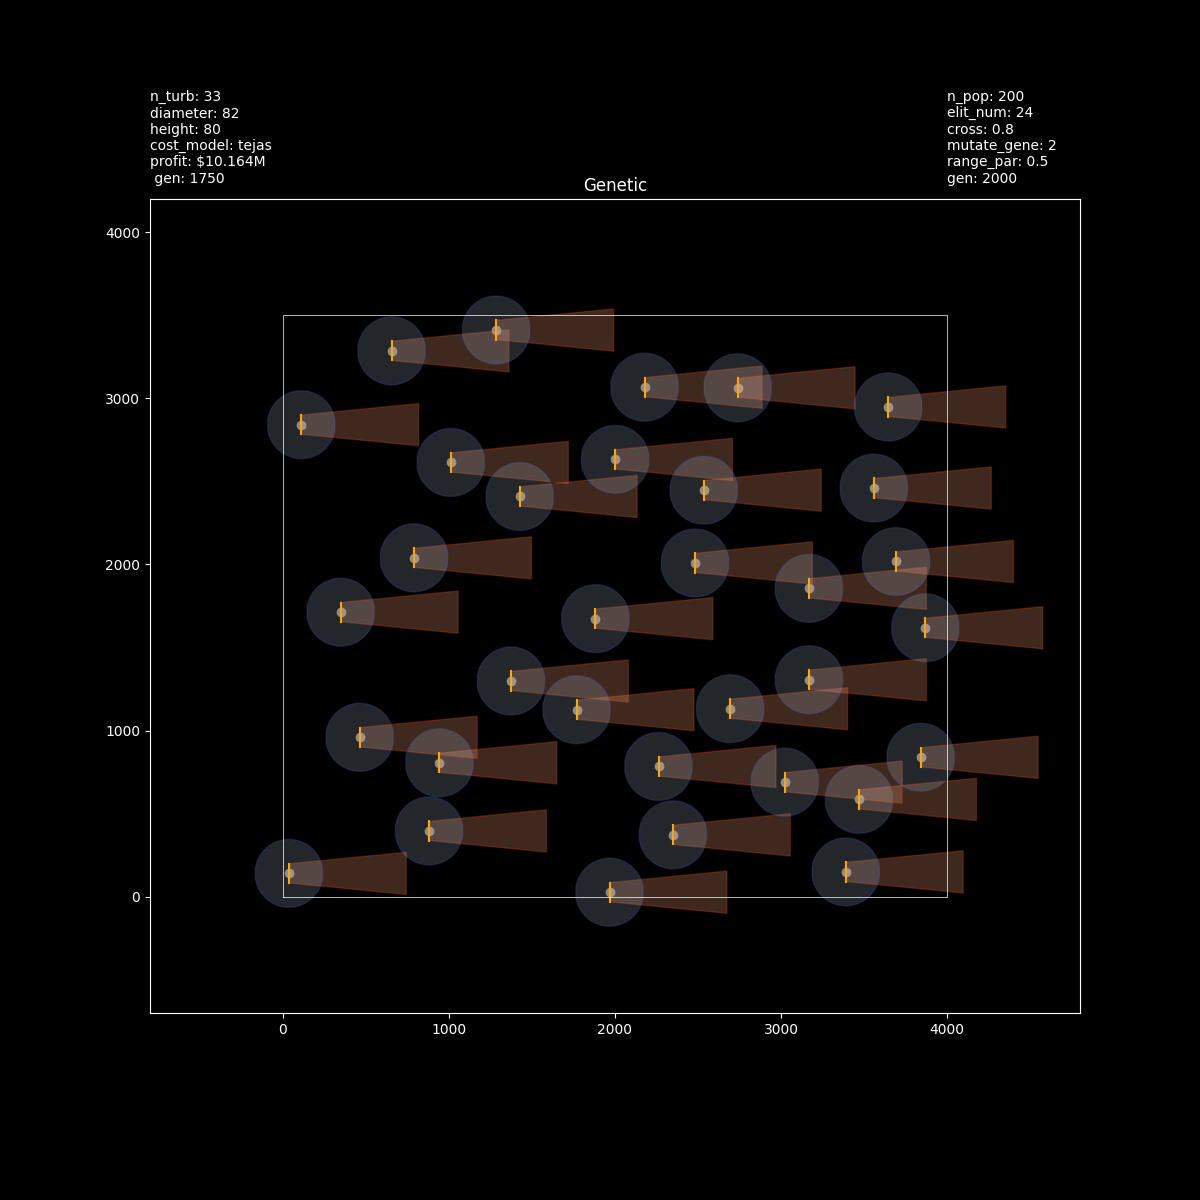 n_turb: 33
diameter: 82
height: 80
cost_model: tejas
profit: $10.164M
gen: 1750
n_pop: 200
elit_num: 24
cross: 0.8
mutate_gene: 2
range_par: 0.5
gen: 2000
Genetic
4000
3000
2000
1000
0
0
1000
2000
3000
4000